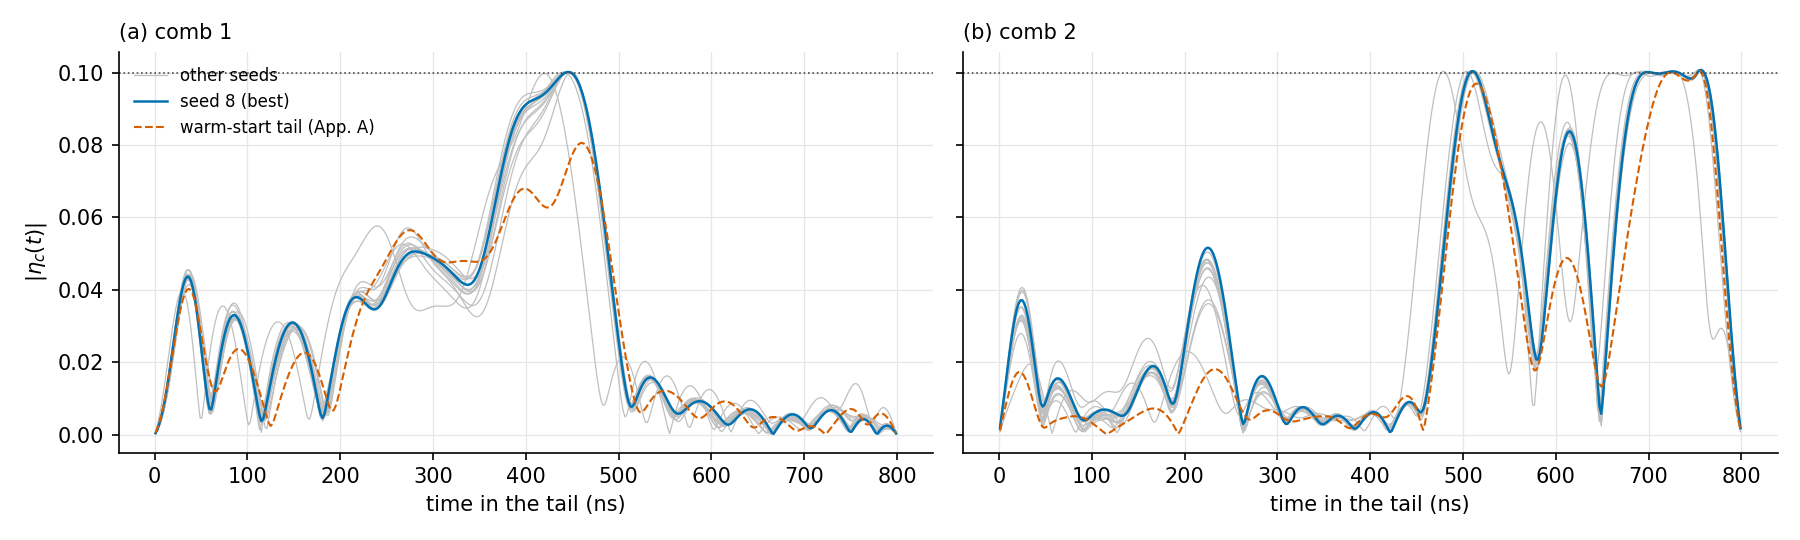 (a) comb 1
0.10
0.08
0.06
0.04
0.02
0.00
|η_c(t)|
other seeds
seed 8 (best)
warm-start tail (App. A)
0 100 200 300 400 500 600 700 800
time in the tail (ns)
(b) comb 2
0 100 200 300 400 500 600 700 800
time in the tail (ns)